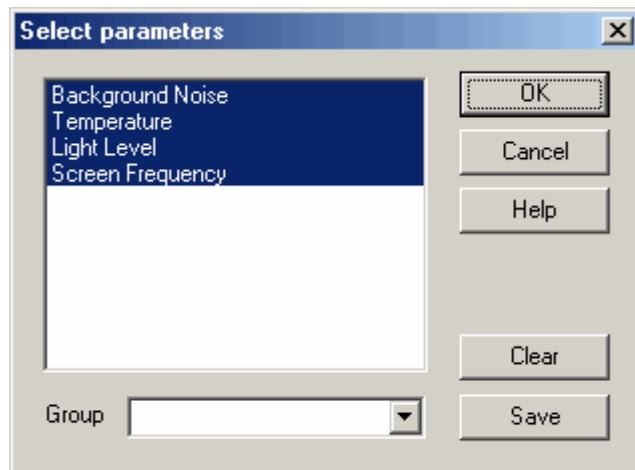 Select parameters
Background Noise
Temperature
Light Level
Screen Frequency
OK
Cancel
Help
Clear
Group
Save